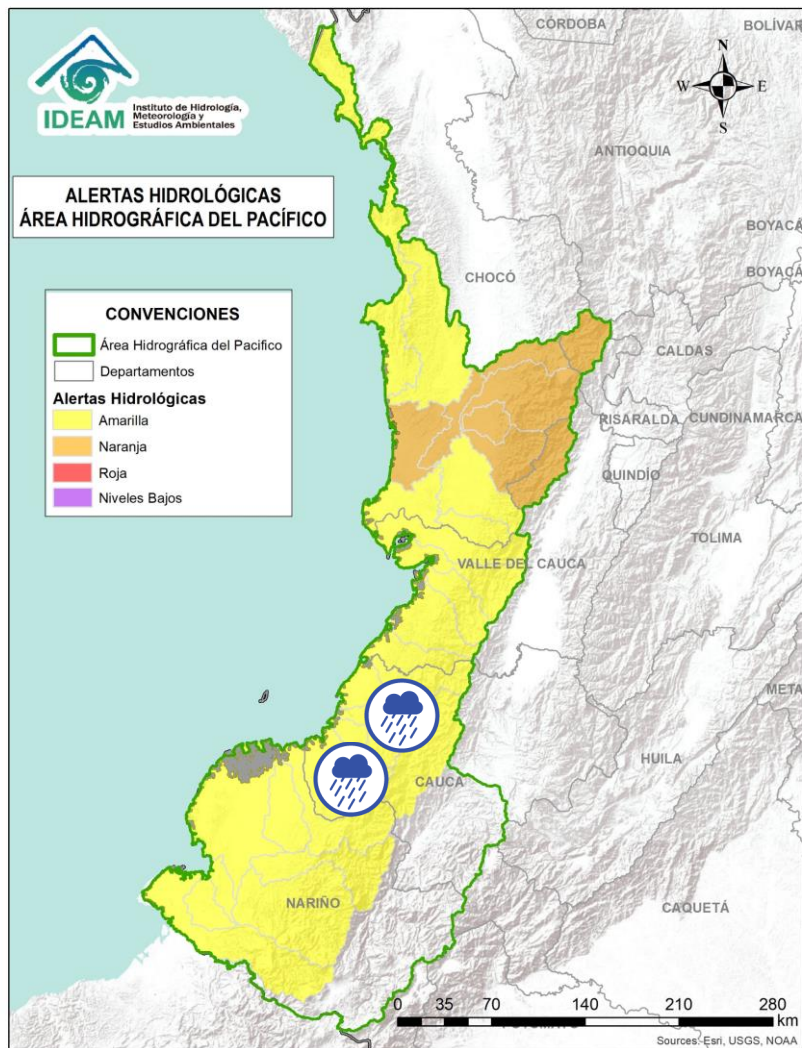 CÓRDOBA
BOLÍVAR
IDEAM
Instituto de Hidrología,
Meteorología y
Estudios Ambientales
N
W
E
S
ANTIOQUIA
ALERTAS HIDROLÓGICAS
ÁREA HIDROGRÁFICA DEL PACÍFICO
BOYACÁ
BOYACÁ
CHOCÓ
CONVENCIONES
Área Hidrográfica del Pacifico
Departamentos
Alertas Hidrológicas
Amarilla
Naranja
Roja
Niveles Bajos
CALDAS
RISARALDA
CUNDINAMARCA
QUINDÍO
TOLIMA
VALLE DEL CAUCA
META
HUILA
CAUCA
NARIÑO
CAQUETÁ
0 35 70 140 210 280
km
Sources: Esri, USGS, NOAA